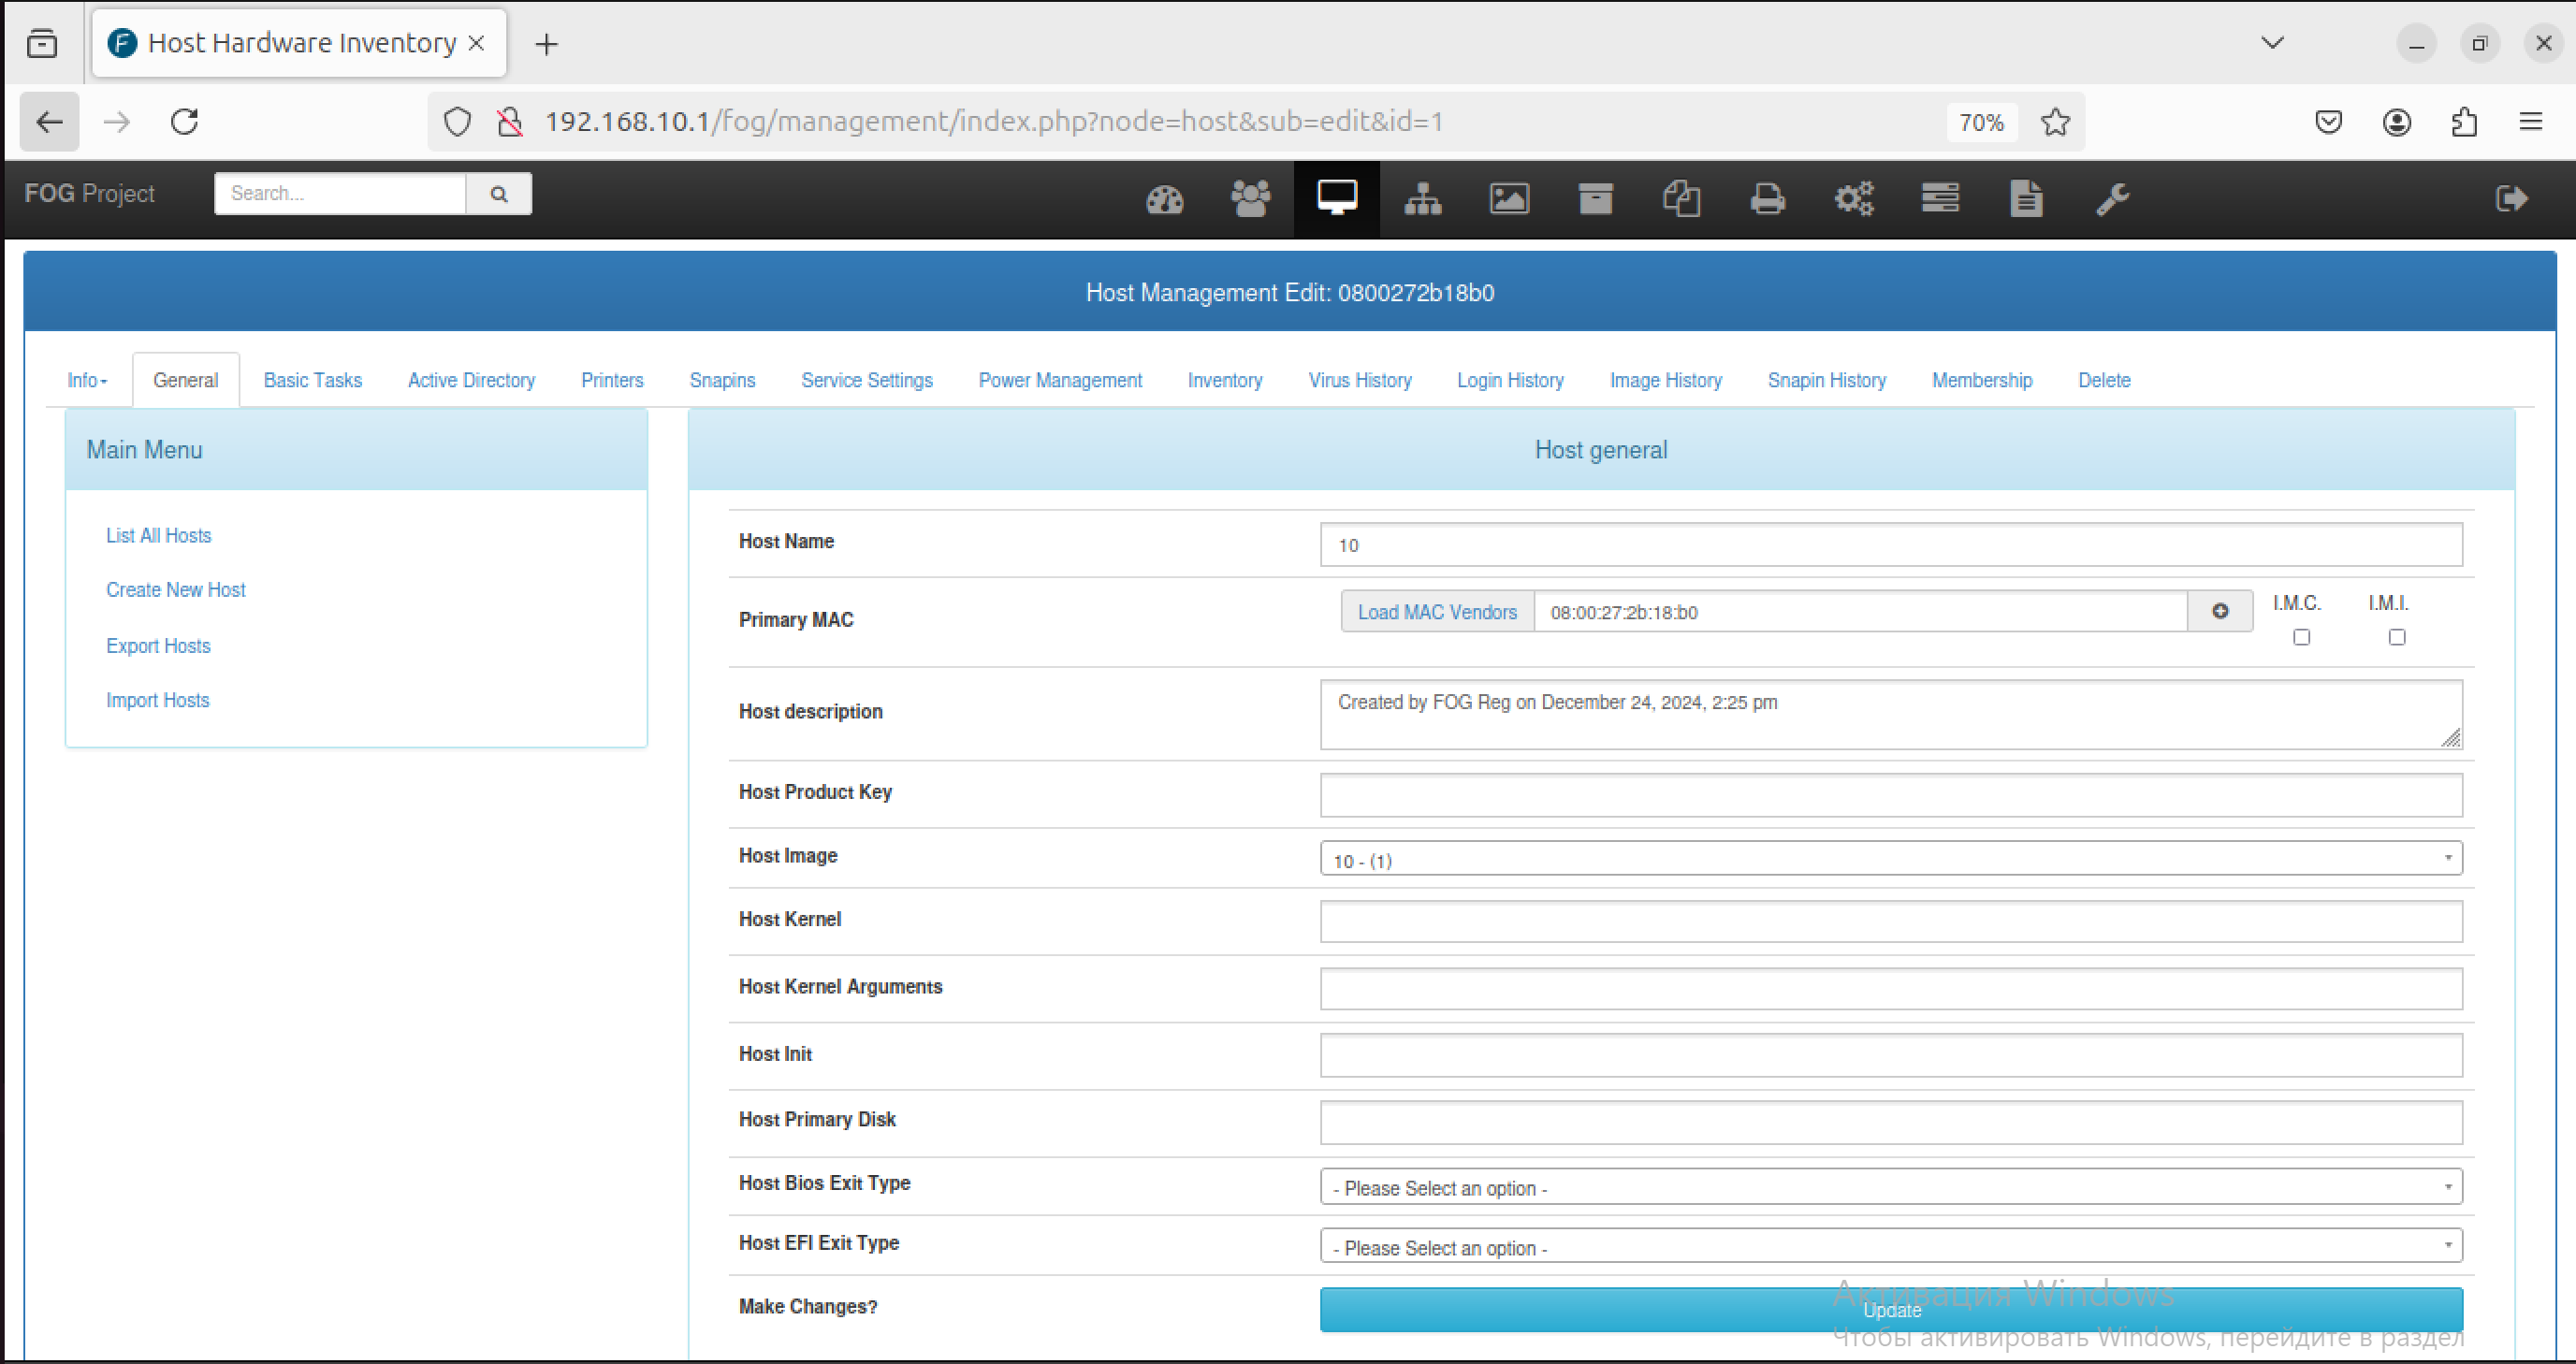 Host Hardware Inventory
192.168.10.1/fog/management/index.php?node=host&sub=edit&id=1
70%
FOG Project
Search...
Host Management Edit: 0800272b18b0
Info
General
Basic Tasks
Active Directory
Printers
Snapins
Service Settings
Power Management
Inventory
Virus History
Login History
Image History
Snapin History
Membership
Delete
Main Menu
List All Hosts
Create New Host
Export Hosts
Import Hosts
Host general
Host Name
10
Primary MAC
Load MAC Vendors
08:00:27:2b:18:b0
I.M.C.
I.M.I.
Host description
Created by FOG Reg on December 24, 2024, 2:25 pm
Host Product Key
Host Image
10 - (1)
Host Kernel
Host Kernel Arguments
Host Init
Host Primary Disk
Host Bios Exit Type
- Please Select an option -
Host EFI Exit Type
- Please Select an option -
Make Changes?
Update
Активация Windows
Чтобы активировать Windows, перейдите в раздел